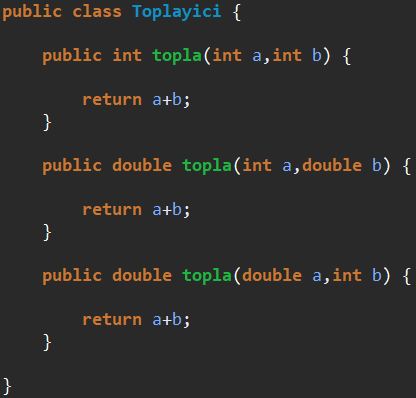 public class Toplayici {
public int topla(int a,int b) {
return a+b;
}
public double topla(int a,double b) {
return a+b;
}
public double topla(double a,int b) {
return a+b;
}
}